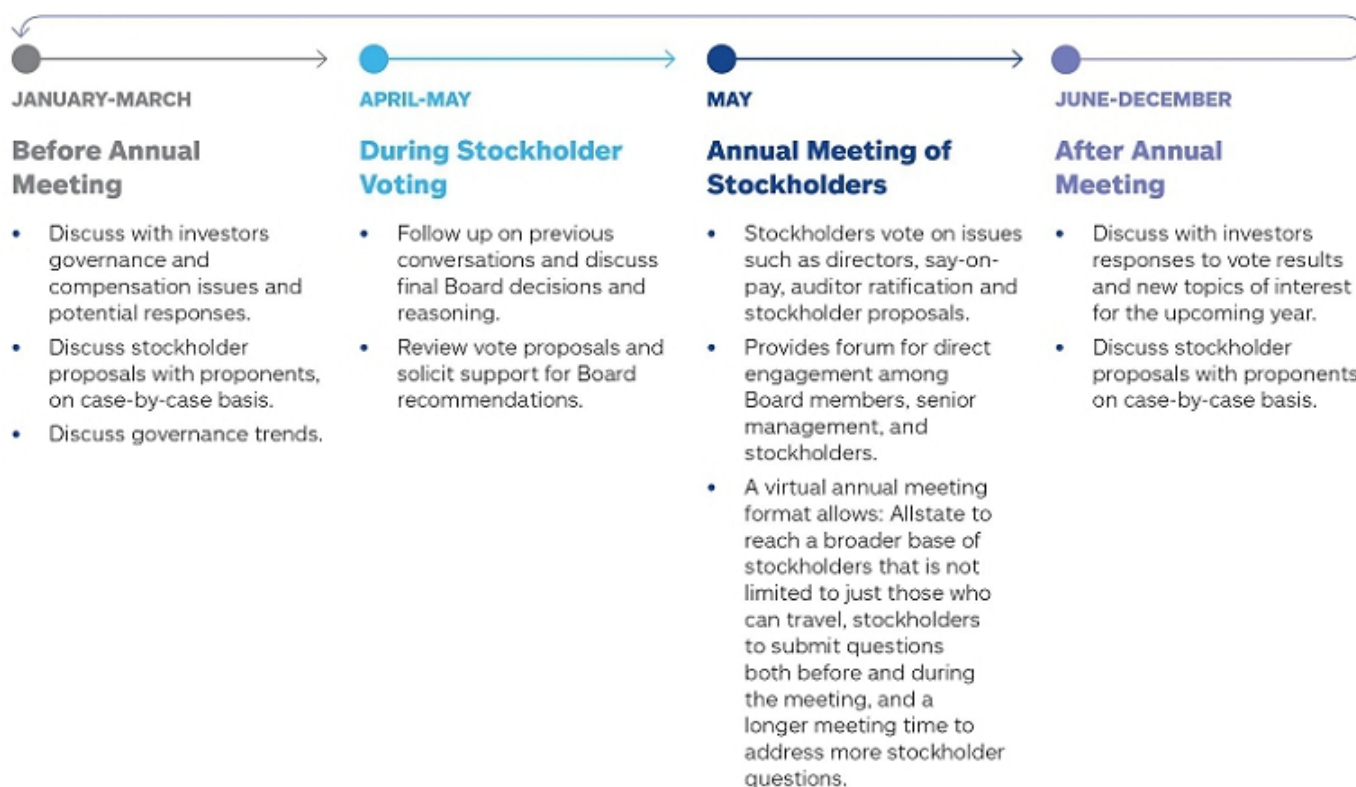 JANUARY-MARCH
Before Annual
Meeting
• Discuss with investors
governance and
compensation issues and
potential responses.
• Discuss stockholder
proposals with proponents,
on case-by-case basis.
• Discuss governance trends.
APRIL-MAY
During Stockholder
Voting
• Follow up on previous
conversations and discuss
final Board decisions and
reasoning.
• Review vote proposals and
solicit support for Board
recommendations.
MAY
Annual Meeting of
Stockholders
• Stockholders vote on issues
such as directors, say-on-
pay, auditor ratification and
stockholder proposals.
• Provides forum for direct
engagement among
Board members, senior
management, and
stockholders.
• A virtual annual meeting
format allows: Allstate to
reach a broader base of
stockholders that is not
limited to just those who
can travel, stockholders
to submit questions
both before and during
the meeting, and a
longer meeting time to
address more stockholder
questions.
JUNE-DECEMBER
After Annual
Meeting
• Discuss with investors
responses to vote results
and new topics of interest
for the upcoming year.
• Discuss stockholder
proposals with proponents
on case-by-case basis.